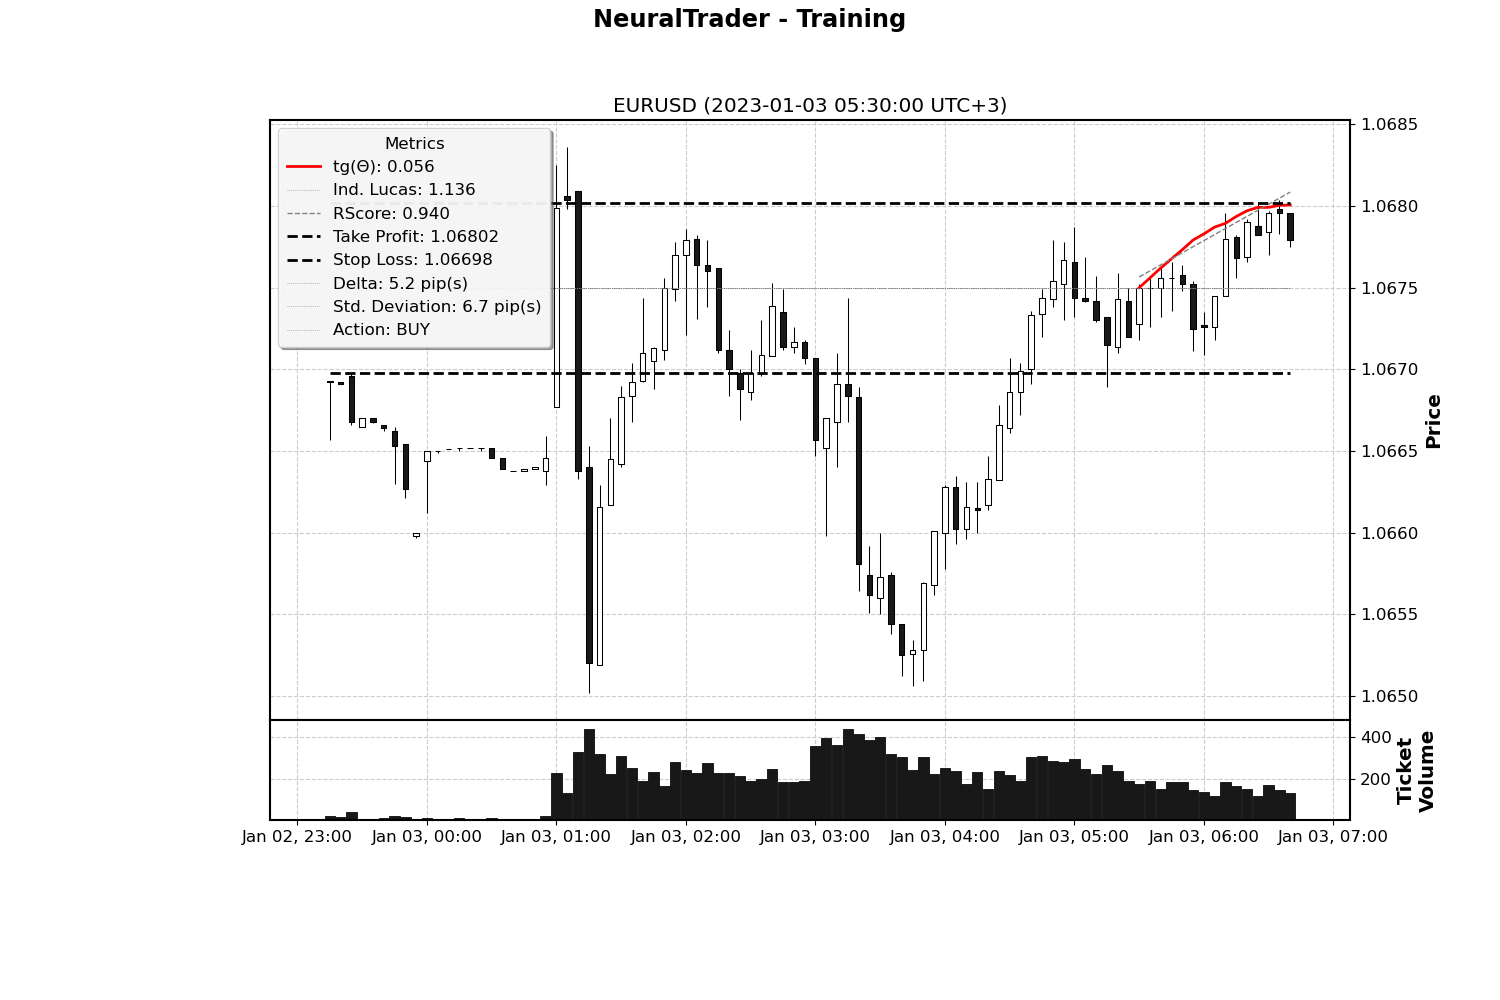 NeuralTrader - Training
EURUSD (2023-01-03 05:30:00 UTC+3)
Metrics
tg(Θ): 0.056
Ind. Lucas: 1.136
RScore: 0.940
Take Profit: 1.06802
Stop Loss: 1.06698
Delta: 5.2 pip(s)
Std. Deviation: 6.7 pip(s)
Action: BUY
1.0685
1.0680
1.0675
1.0670
1.0665
1.0660
1.0655
1.0650
Price
400
200
Ticket
Volume
Jan 02, 23:00
Jan 03, 00:00
Jan 03, 01:00
Jan 03, 02:00
Jan 03, 03:00
Jan 03, 04:00
Jan 03, 05:00
Jan 03, 06:00
Jan 03, 07:00